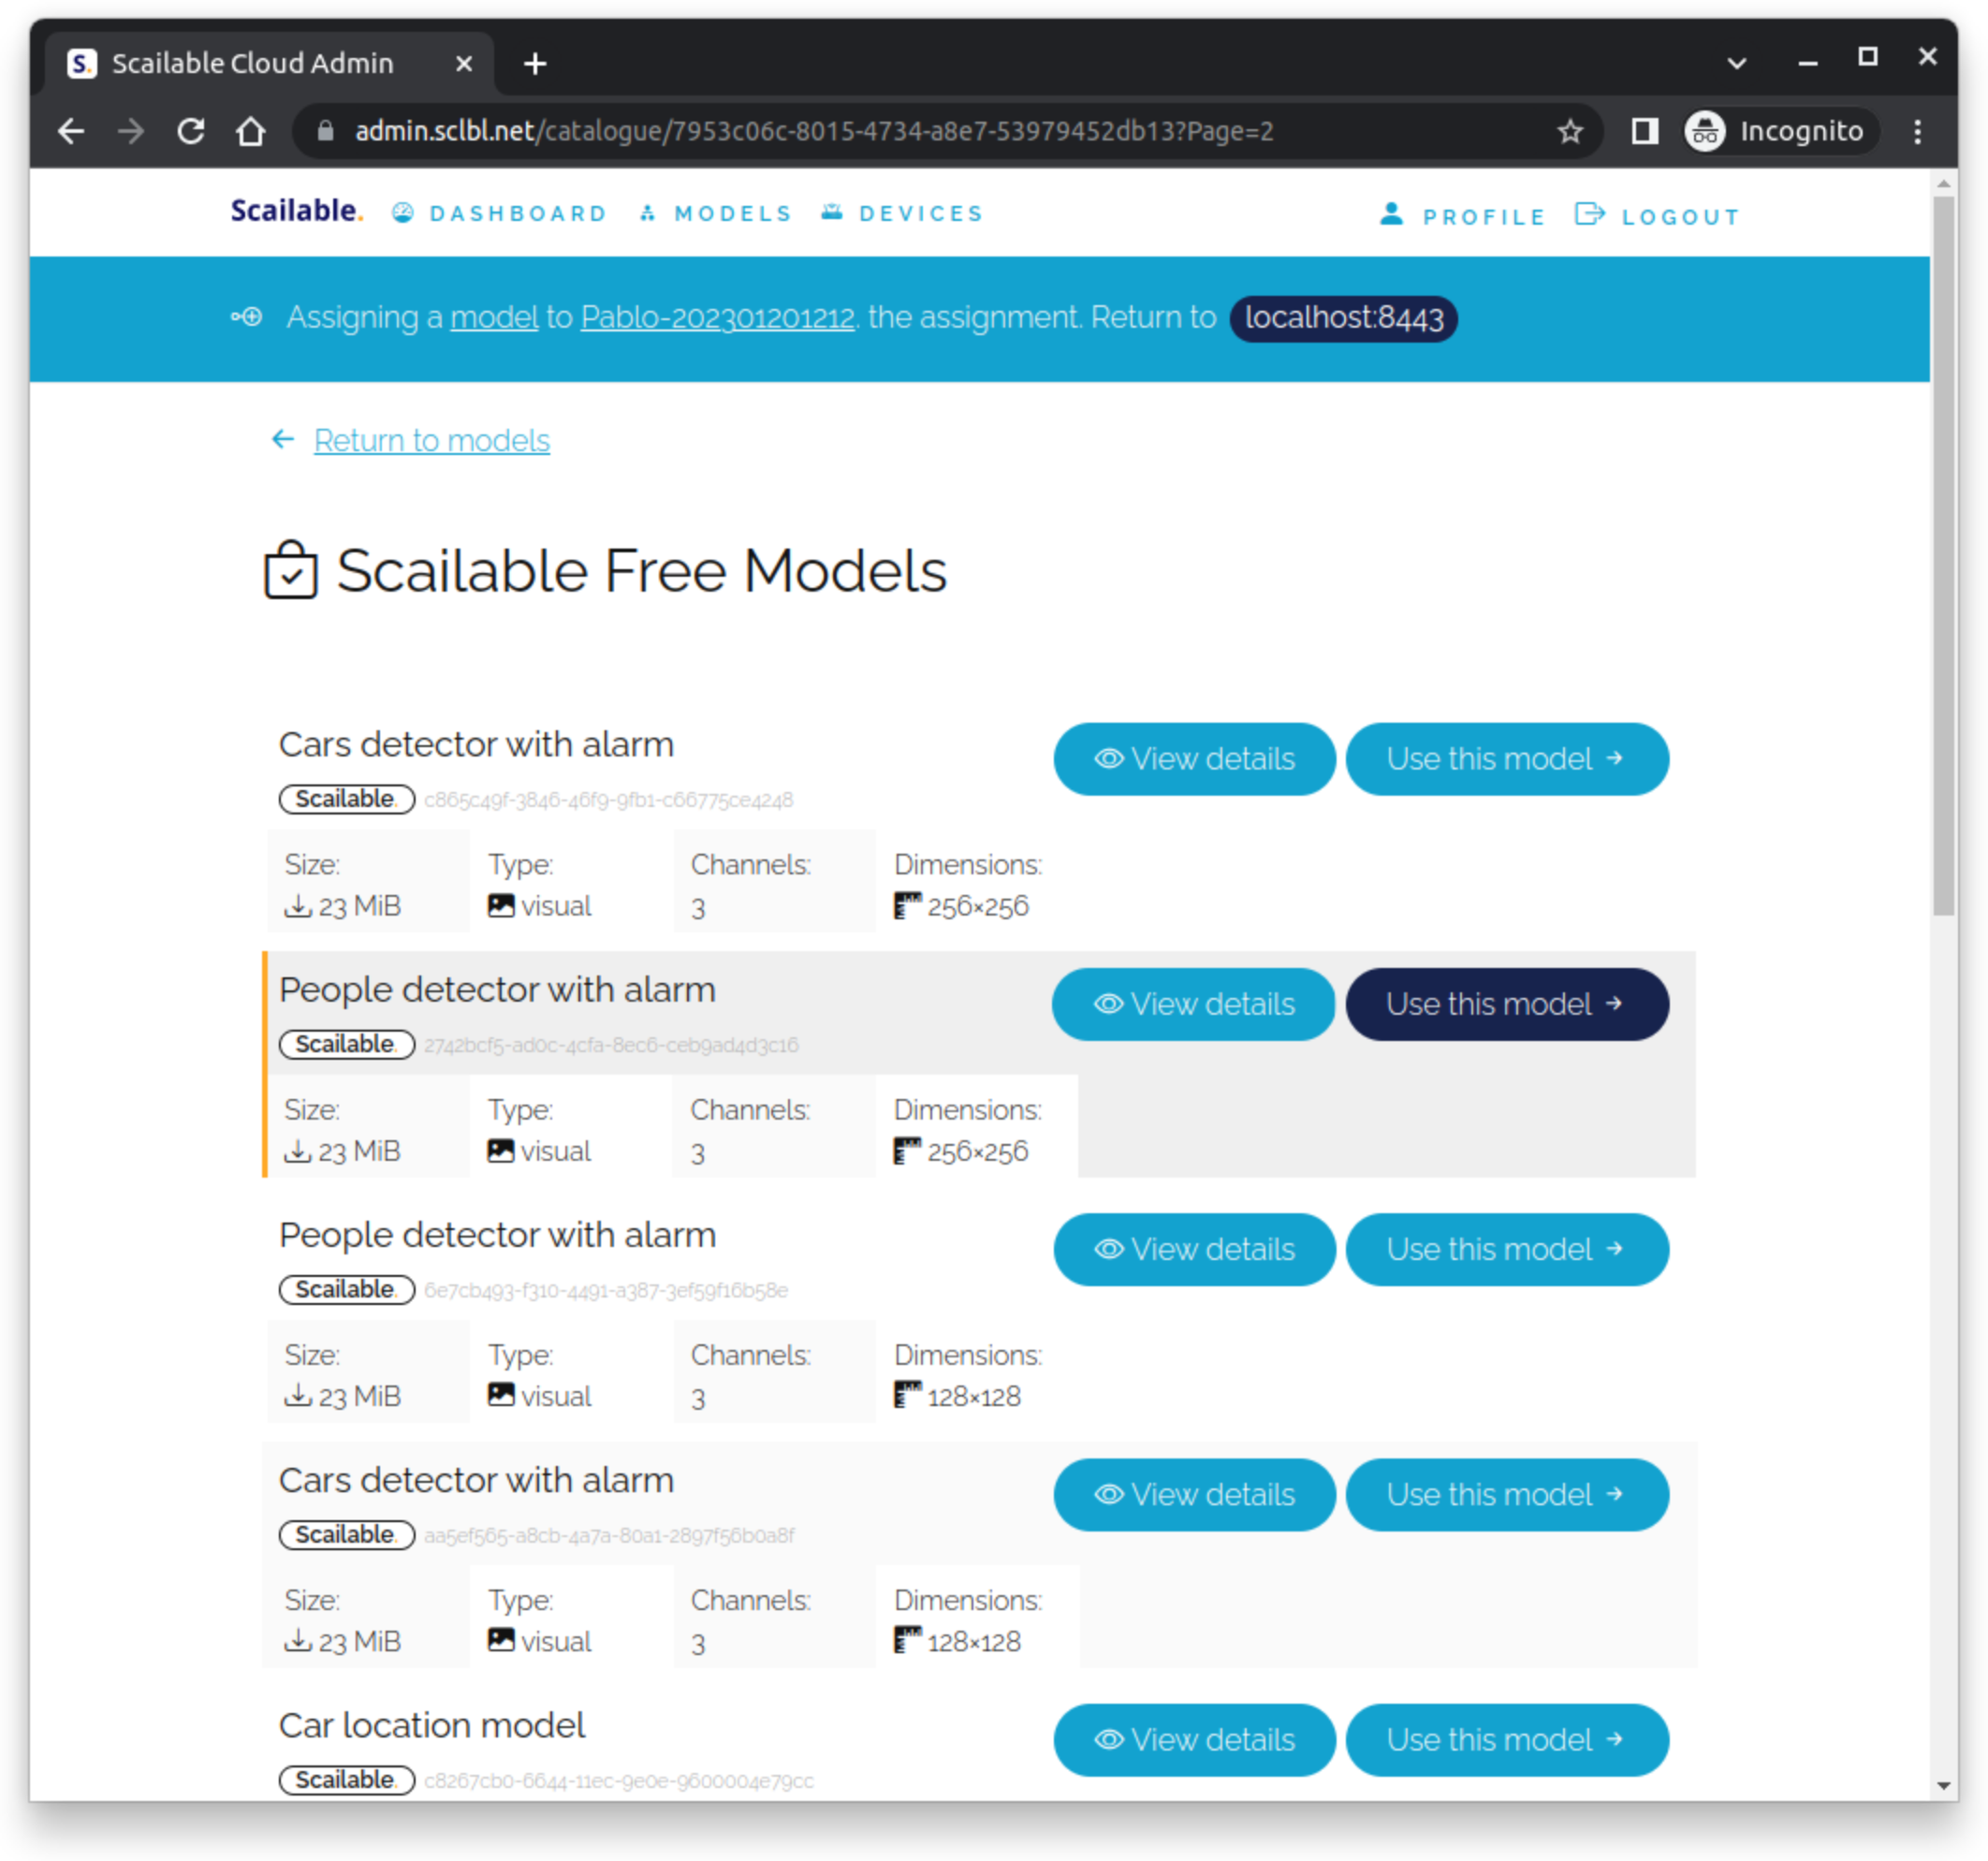 Scailable Cloud Admin
admin.sclbl.net/catalogue/7953c06c-8015-4734-a8e7-53979452db13?Page=2
Incognito
Scailable. DASHBOARD MODELS DEVICES PROFILE LOGOUT
Assigning a model to Pablo-202301201212. the assignment. Return to localhost:8443
Return to models
Scailable Free Models
Cars detector with alarm
View details Use this model →
Scailable. c865c49f-3846-46f9-9fb1-c66775ce4248
Size: Type: Channels: Dimensions:
23 MiB visual 3 256×256
People detector with alarm
View details Use this model →
Scailable. 2742bcf5-ad0c-4cfa-8ec6-ceb9ad4d3c16
Size: Type: Channels: Dimensions:
23 MiB visual 3 256×256
People detector with alarm
View details Use this model →
Scailable. 6e7cb493-f310-4491-a387-3ef59f16b58e
Size: Type: Channels: Dimensions:
23 MiB visual 3 128×128
Cars detector with alarm
View details Use this model →
Scailable. aa5ef565-a8cb-4a7a-80a1-2897f56b0a8f
Size: Type: Channels: Dimensions:
23 MiB visual 3 128×128
Car location model
View details Use this model →
Scailable. c8267cb0-6644-11ec-9e0e-9600004e79cc